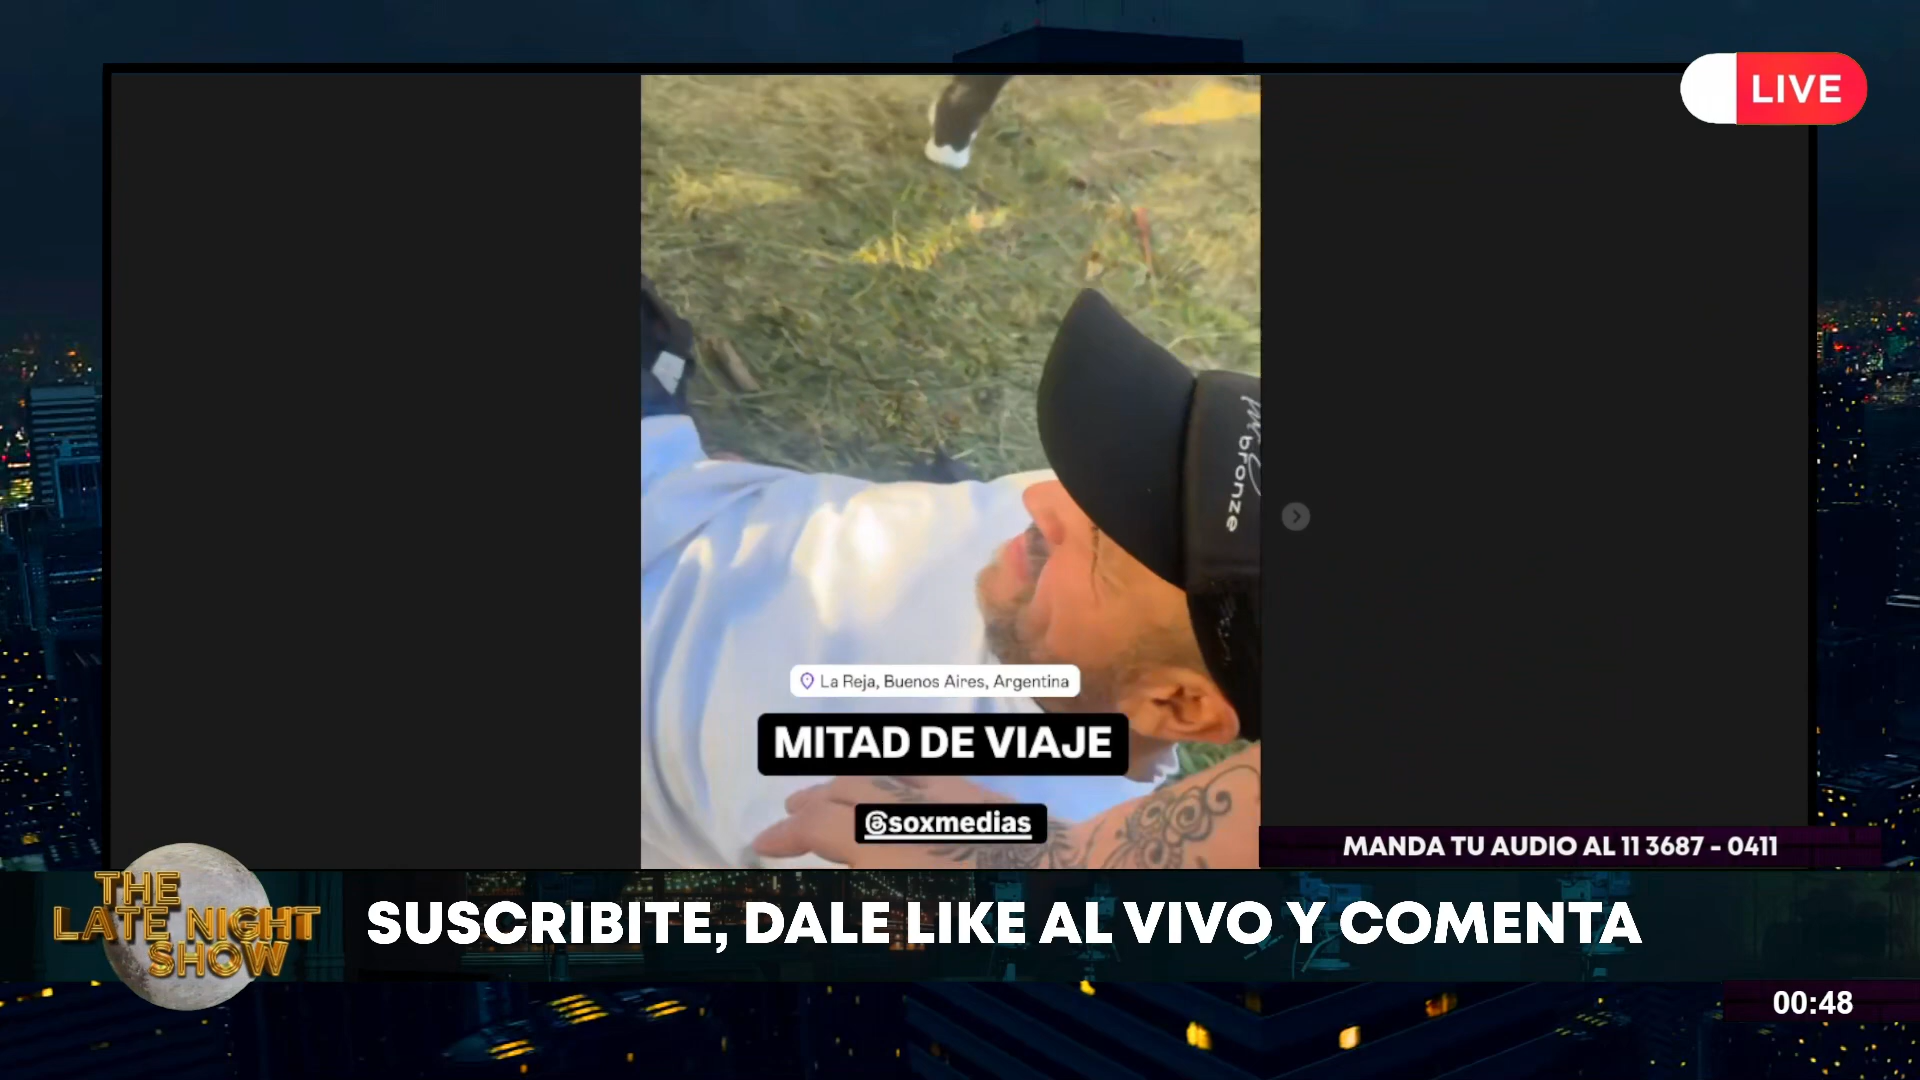 LIVE
bronze
La Reja, Buenos Aires, Argentina
MITAD DE VIAJE
@soxmedias
MANDA TU AUDIO AL 11 3687 - 0411
THE
LATE NIGHT
SHOW
SUSCRIBITE, DALE LIKE AL VIVO Y COMENTA
00:48